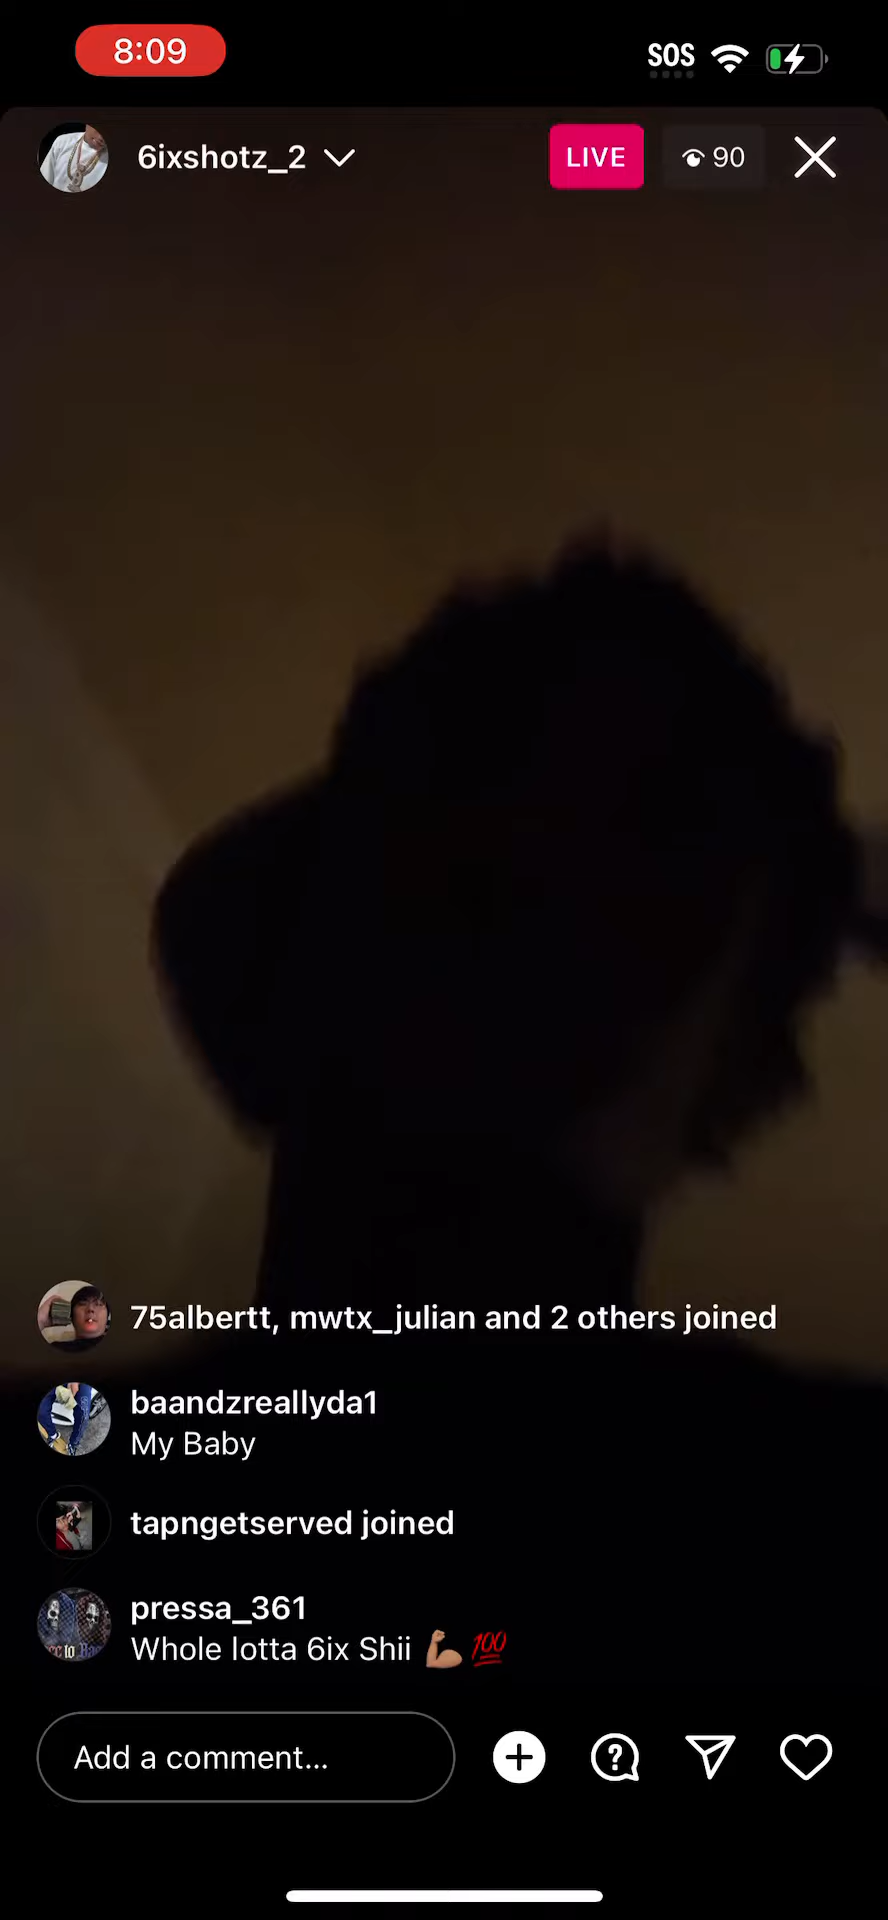 8:09
SOS
6ixshotz_2
LIVE
90
75albertt, mwtx_julian and 2 others joined
baandzreallyda1
My Baby
tapngetserved joined
pressa_361
Whole lotta 6ix Shii 💪🏼💯
Add a comment...